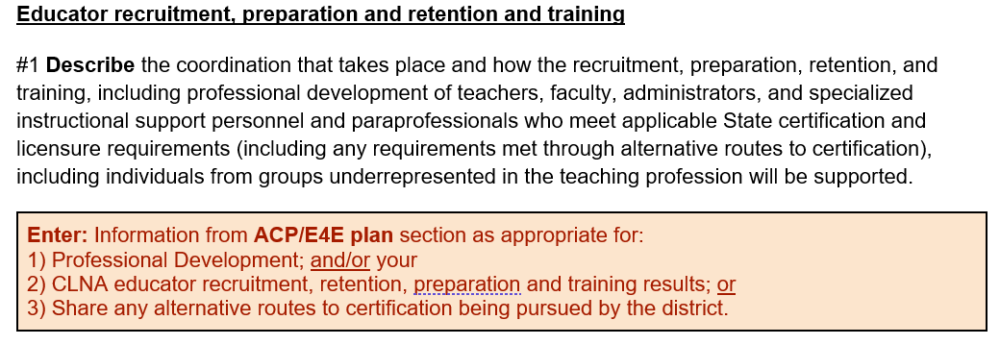 Educator recruitment, preparation and retention and training
#1 Describe the coordination that takes place and how the recruitment, preparation, retention, and
training, including professional development of teachers, faculty, administrators, and specialized
instructional support personnel and paraprofessionals who meet applicable State certification and
licensure requirements (including any requirements met through alternative routes to certification),
including individuals from groups underrepresented in the teaching profession will be supported.
Enter: Information from ACP/E4E plan section as appropriate for:
1) Professional Development; and/or your
2) CLNA educator recruitment, retention, preparation and training results; or
3) Share any alternative routes to certification being pursued by the district.